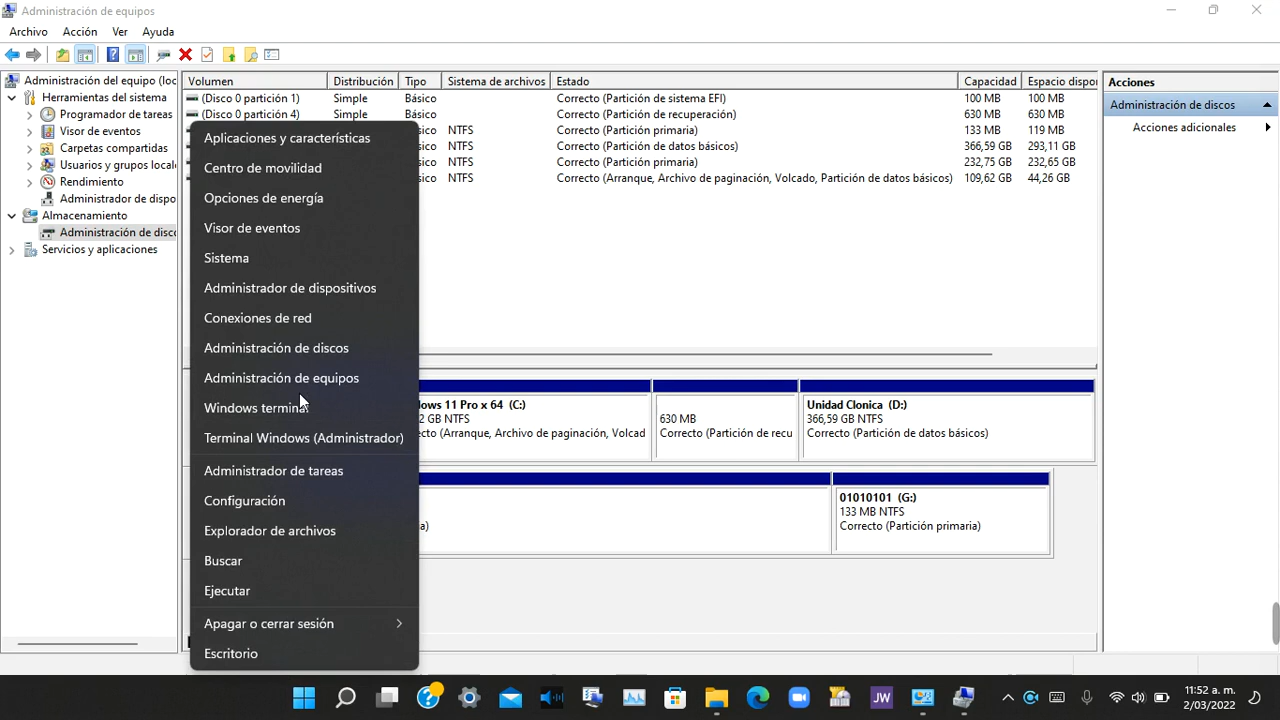 Administración de equipos
Archivo Acción Ver Ayuda
Administración del equipo (loc
Herramientas del sistema
Programador de tareas
Visor de eventos
Carpetas compartidas
Usuarios y grupos locale
Rendimiento
Administrador de dispo
Almacenamiento
Administración de disco
Servicios y aplicaciones
Volumen Distribución Tipo Sistema de archivos Estado Capacidad Espacio dispo
(Disco 0 partición 1) Simple Básico Correcto (Partición de sistema EFI) 100 MB 100 MB
(Disco 0 partición 4) Simple Básico Correcto (Partición de recuperación) 630 MB 630 MB
sico NTFS Correcto (Partición primaria) 133 MB 119 MB
sico NTFS Correcto (Partición de datos básicos) 366,59 GB 293,11 GB
sico NTFS Correcto (Partición primaria) 232,75 GB 232,65 GB
sico NTFS Correcto (Arranque, Archivo de paginación, Volcado, Partición de datos básicos) 109,62 GB 44,26 GB
Acciones
Administración de discos
Acciones adicionales
Aplicaciones y características
Centro de movilidad
Opciones de energía
Visor de eventos
Sistema
Administrador de dispositivos
Conexiones de red
Administración de discos
Administración de equipos
Windows terminal
Terminal Windows (Administrador)
Administrador de tareas
Configuración
Explorador de archivos
Buscar
Ejecutar
Apagar o cerrar sesión
Escritorio
ows 11 Pro x 64 (C:)
2 GB NTFS
cto (Arranque, Archivo de paginación, Volcad
630 MB
Correcto (Partición de recu
Unidad Clonica (D:)
366,59 GB NTFS
Correcto (Partición de datos básicos)
a)
01010101 (G:)
133 MB NTFS
Correcto (Partición primaria)
JW
11:52 a. m.
2/03/2022